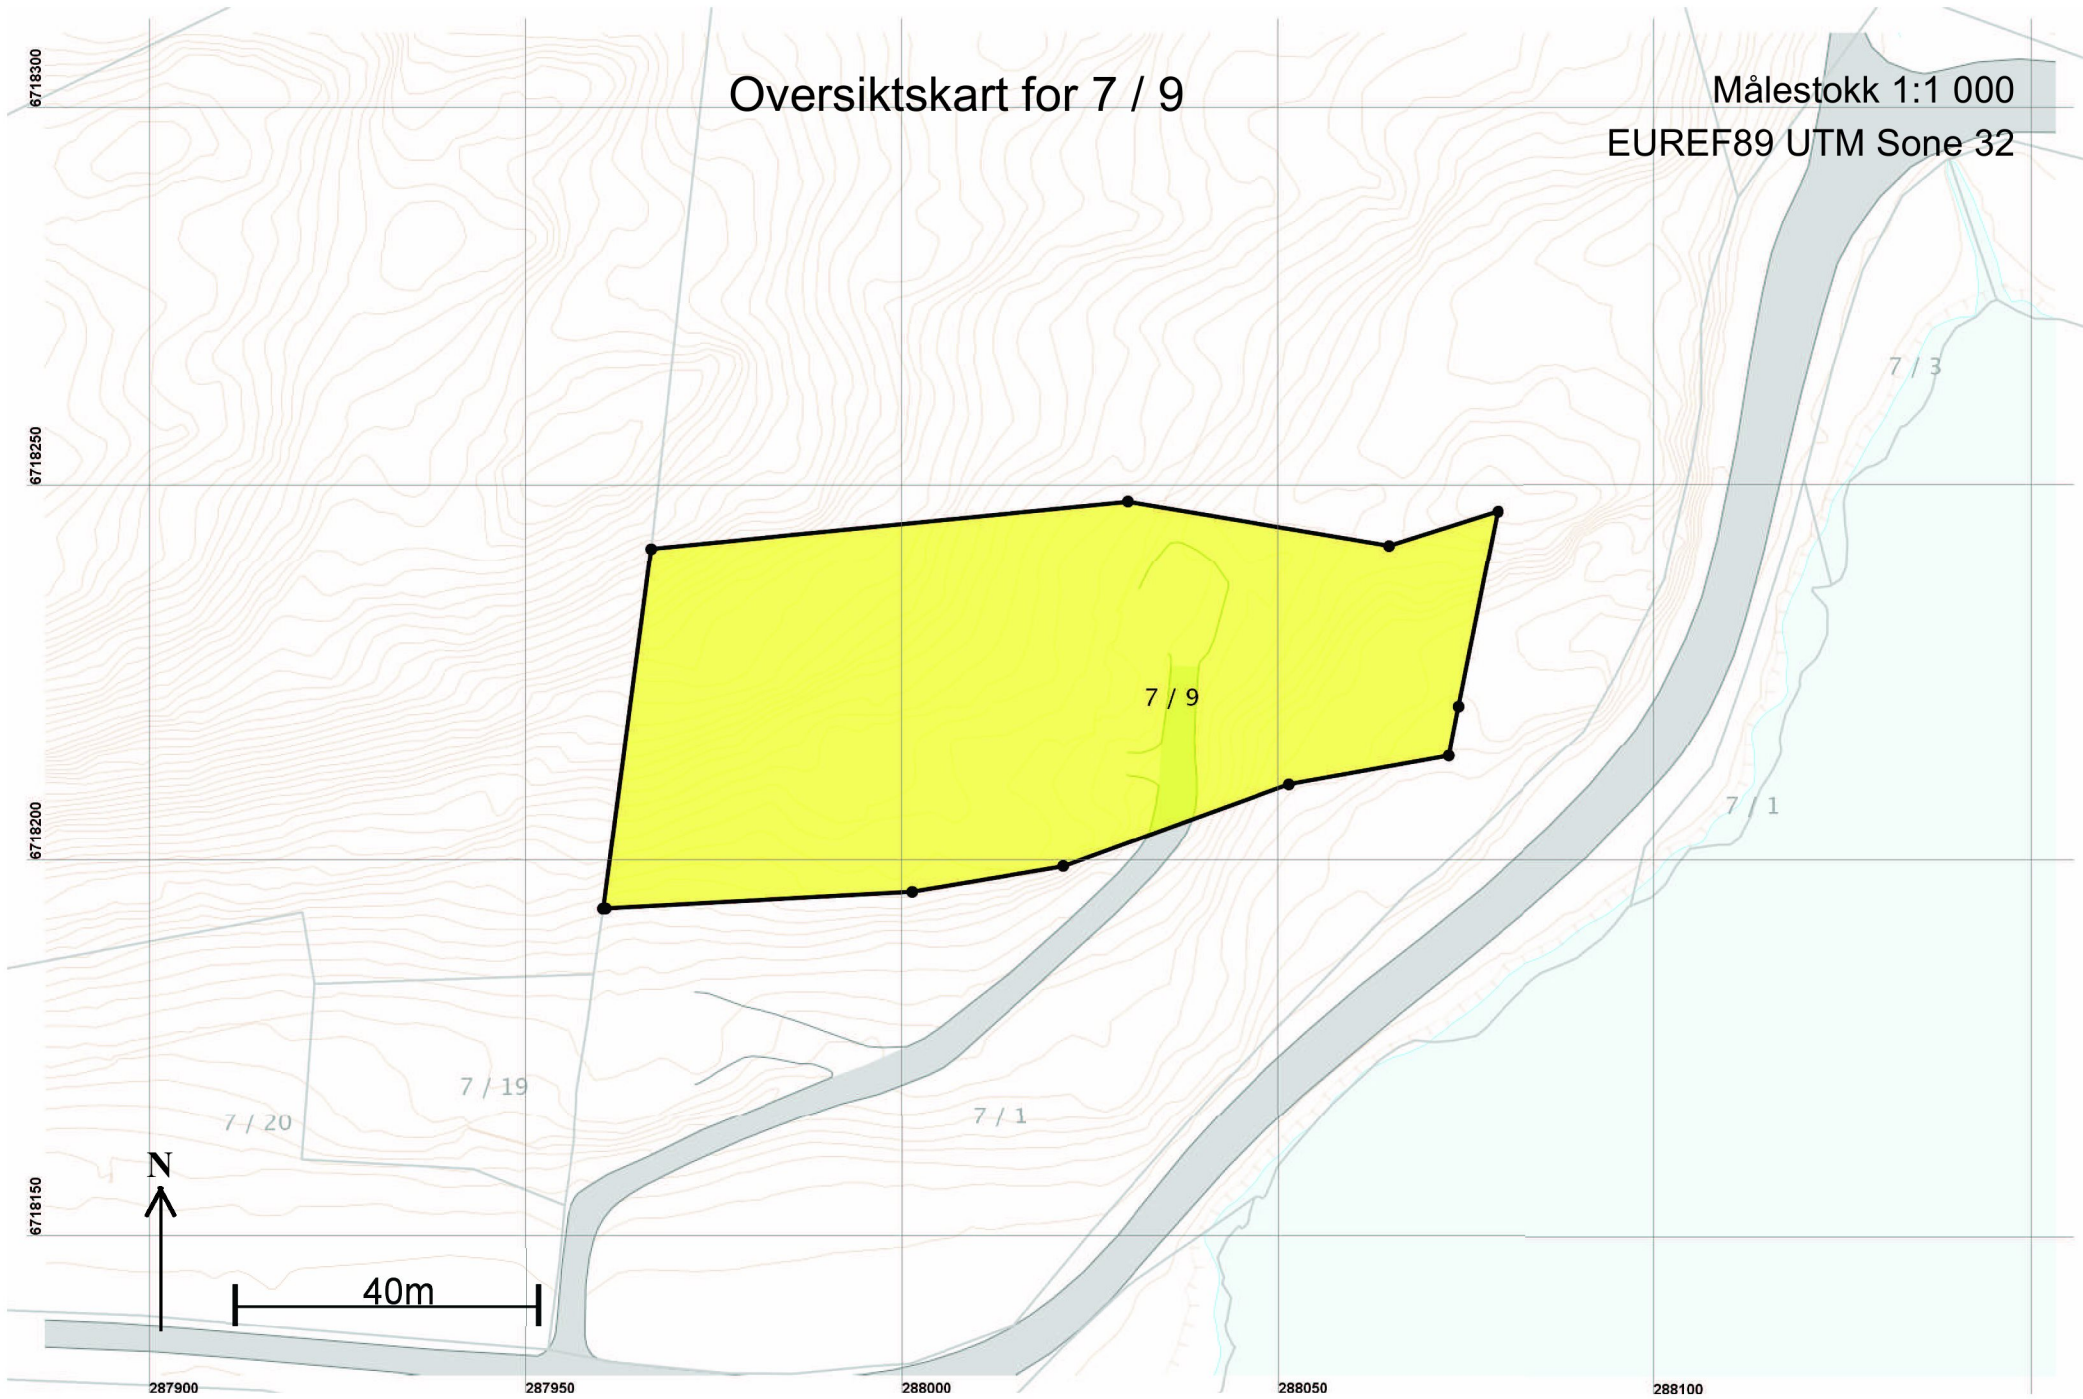 Oversiktskart for 7 / 9
Målestokk 1:1 000
EUREF89 UTM Sone 32
6718300
7 / 3
6718250
7 / 9
6718200
7 / 1
7 / 19
7 / 20
7 / 1
N
6718150
40m
287900
287950
288000
288050
288100